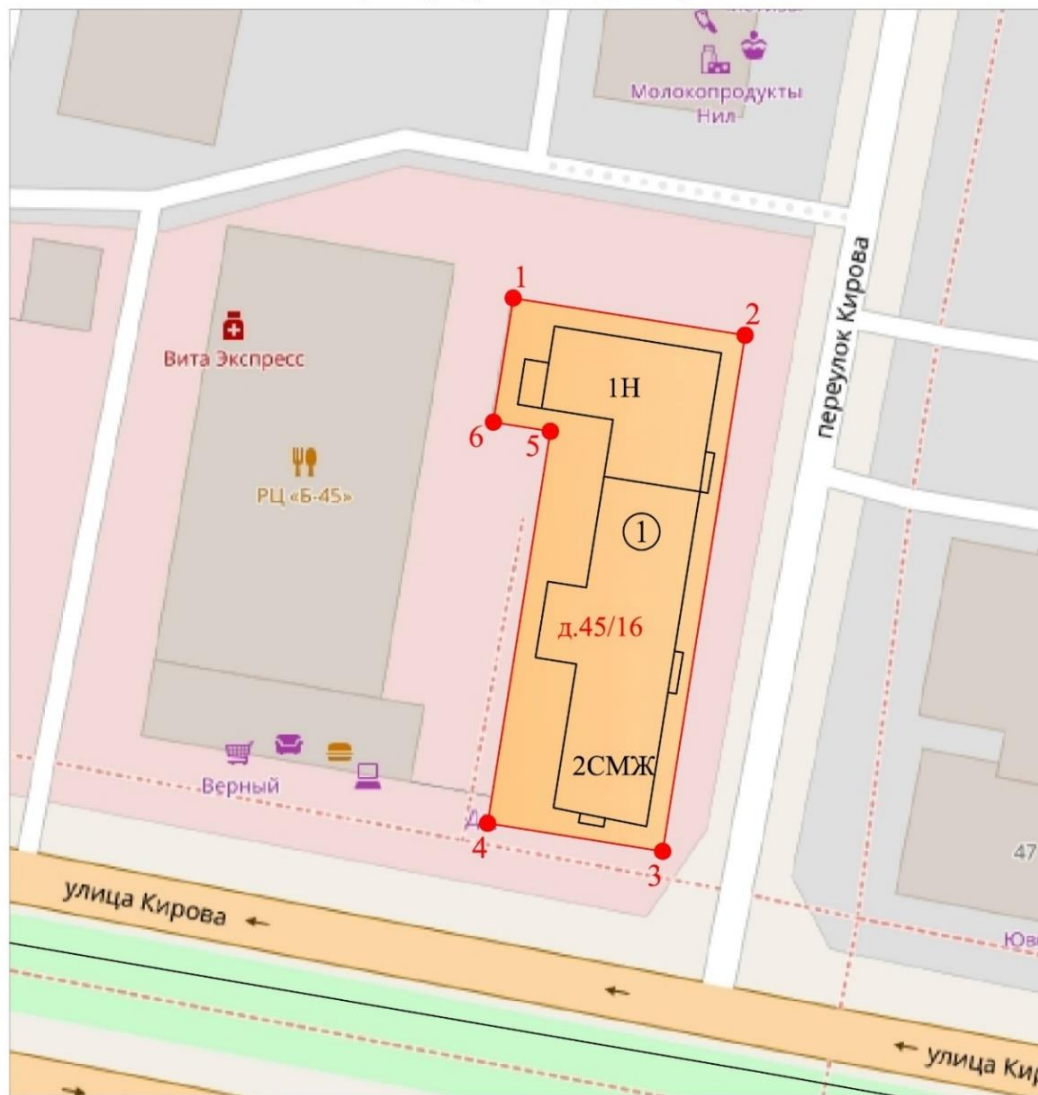 Молокопродукты
Нил
1
2
переулок Кирова
Вита Экспресс
1Н
6
5
РЦ «Б-45»
1
д.45/16
2СМЖ
Верный
Д
4
3
47
улица Кирова
улица Кир